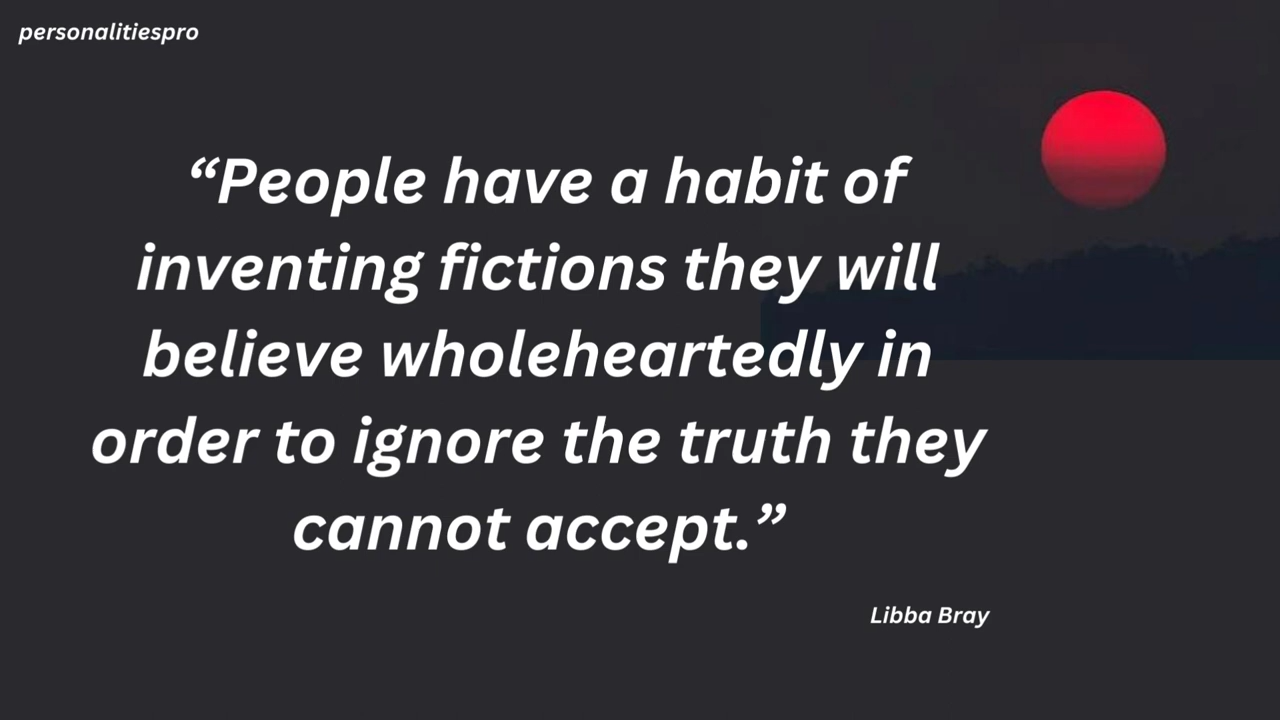 personalitiespro
“People have a habit of
inventing fictions they will
believe wholeheartedly in
order to ignore the truth they
cannot accept.”
Libba Bray